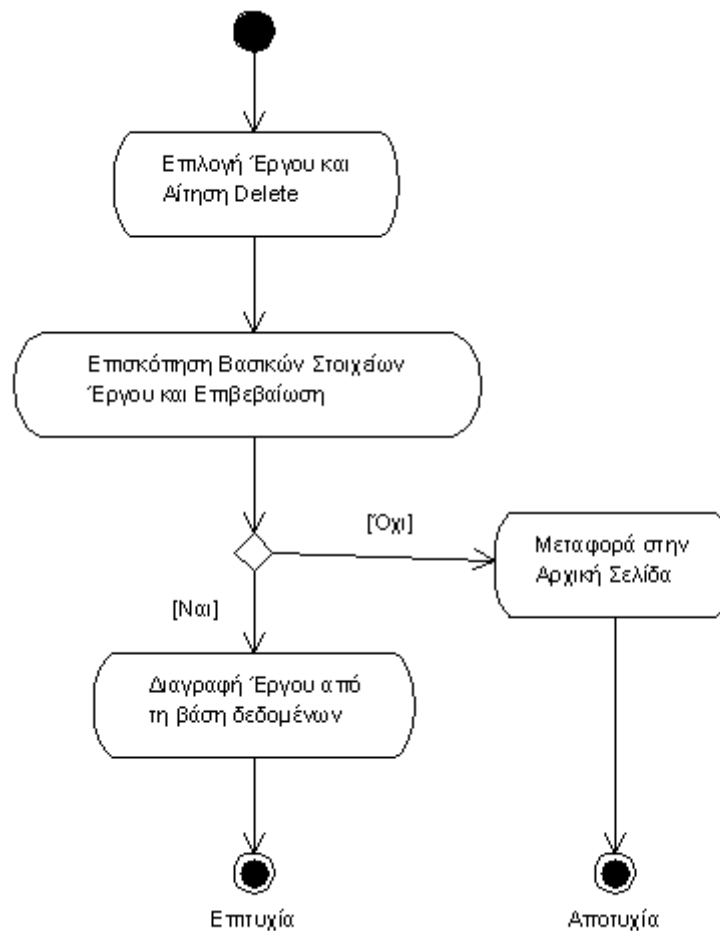 Επιλογή Έργου και
Αίτηση Delete
Επισκόπηση Βασικών Στοιχείων
Έργου και Επιβεβαίωση
[Όχι]
Μεταφορά στην
Αρχική Σελίδα
[Ναι]
Διαγραφή Έργου από
τη βάση δεδομένων
Επιτυχία
Αποτυχία